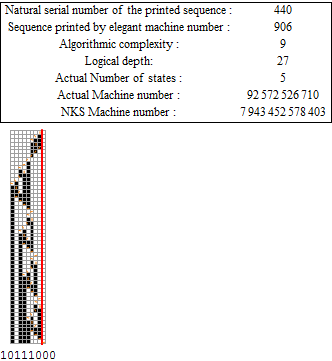 Natural serial number of the printed sequence : 440
Sequence printed by elegant machine number : 906
Algorithmic complexity : 9
Logical depth: 27
Actual Number of states : 5
Actual Machine number : 92 572 526 710
NKS Machine number : 7 943 452 578 403
10111000